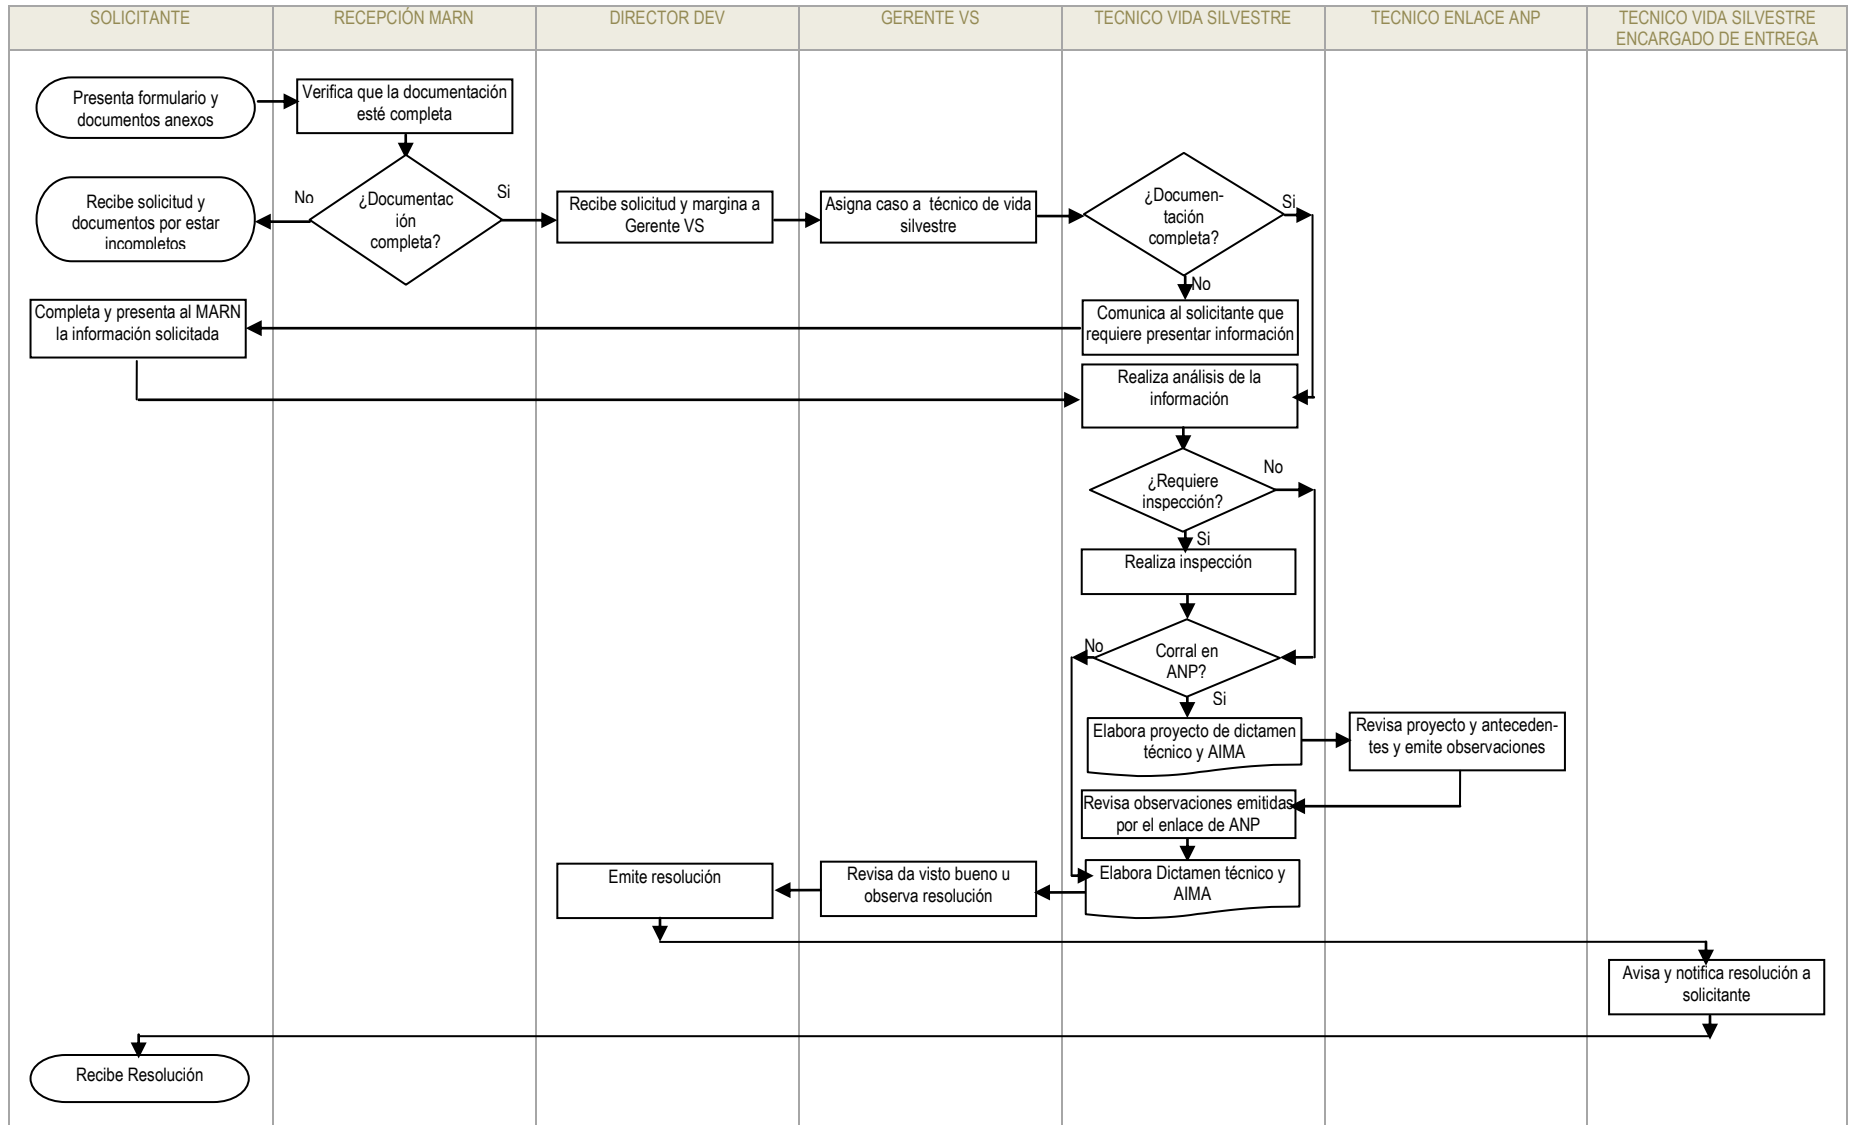 SOLICITANTE
RECEPCIÓN MARN
DIRECTOR DEV
GERENTE VS
TECNICO VIDA SILVESTRE
TECNICO ENLACE ANP
TECNICO VIDA SILVESTRE
ENCARGADO DE ENTREGA
Presenta formulario y
documentos anexos
Verifica que la documentación
esté completa
Recibe solicitud y
documentos por estar
incompletos
No
¿Documentac
ión
completa?
Si
Recibe solicitud y margina a
Gerente VS
Asigna caso a técnico de vida
silvestre
¿Documen-
tación
completa?
Si
No
Completa y presenta al MARN
la información solicitada
Comunica al solicitante que
requiere presentar información
Realiza análisis de la
información
¿Requiere
inspección?
No
Si
Realiza inspección
No
Corral en
ANP?
Si
Elabora proyecto de dictamen
técnico y AIMA
Revisa proyecto y anteceden-
tes y emite observaciones
Revisa observaciones emitidas
por el enlace de ANP
Emite resolución
Revisa da visto bueno u
observa resolución
Elabora Dictamen técnico y
AIMA
Avisa y notifica resolución a
solicitante
Recibe Resolución